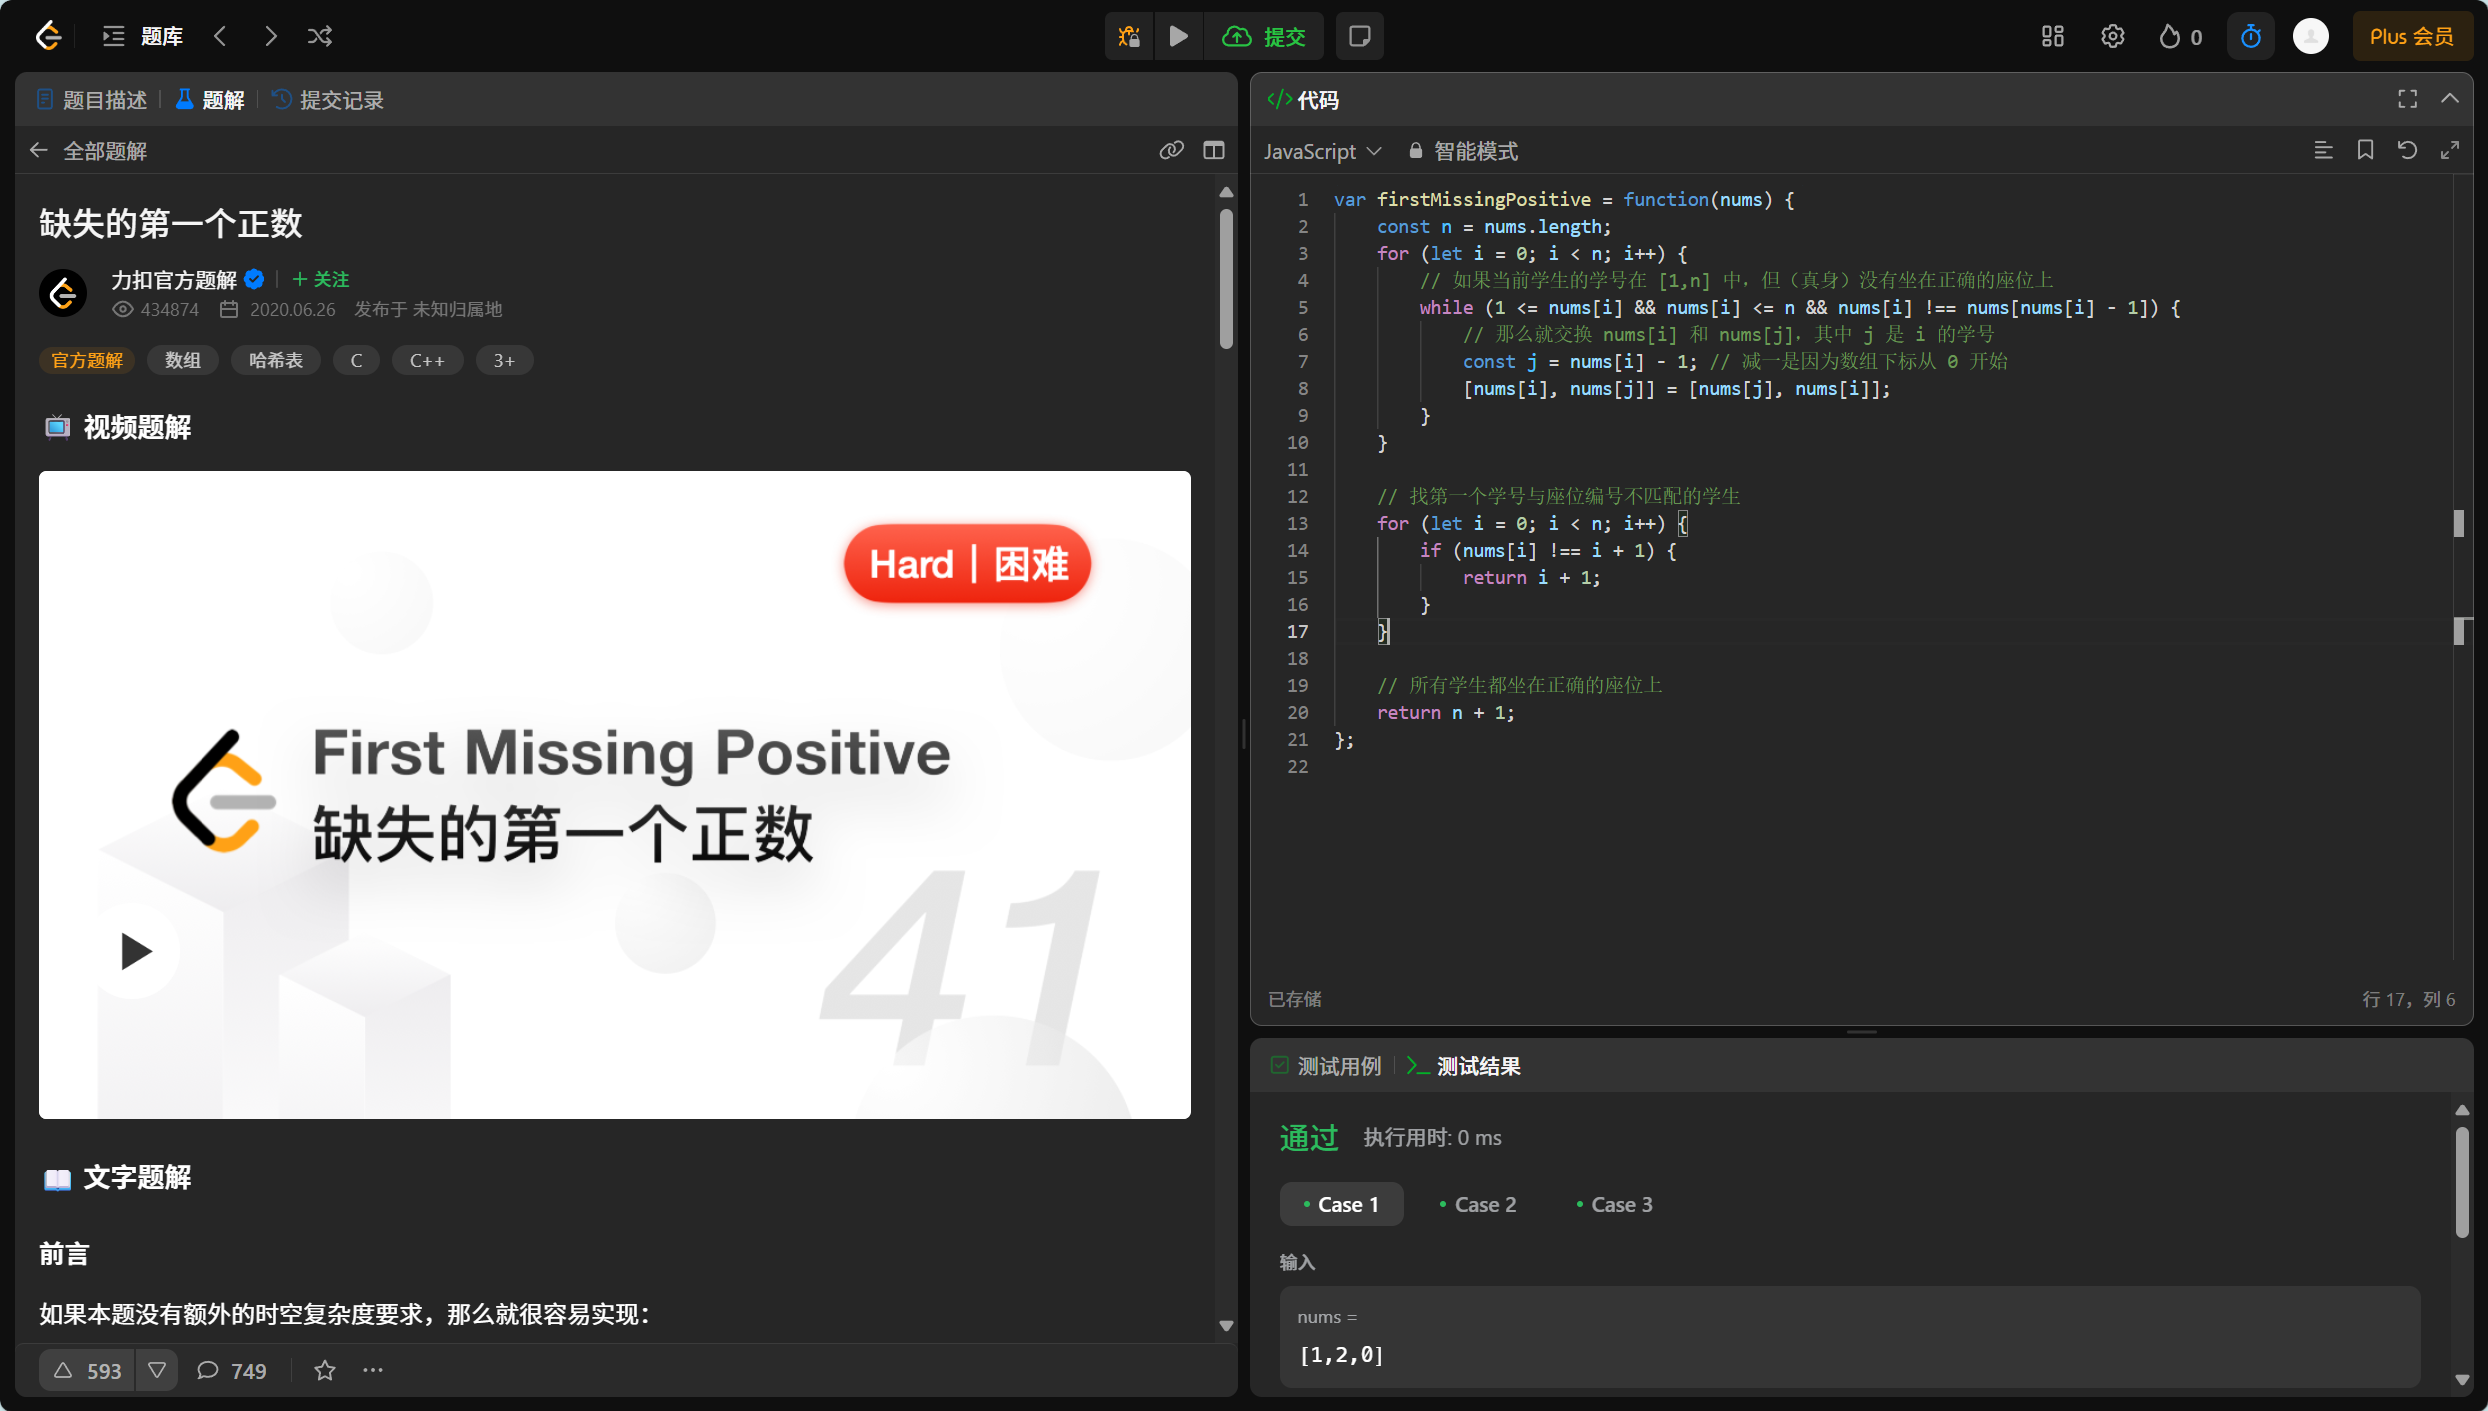 题库
提交
0
Plus 会员
题目描述
题解
提交记录
全部题解
缺失的第一个正数
力扣官方题解
关注
434874 2020.06.26 发布于 未知归属地
官方题解 数组 哈希表 C C++ 3+
📺 视频题解
Hard | 困难
First Missing Positive
缺失的第一个正数
41
📖 文字题解
前言
如果本题没有额外的时空复杂度要求，那么就很容易实现：
593 749
</> 代码
JavaScript 智能模式
1 var firstMissingPositive = function(nums) {
2 const n = nums.length;
3 for (let i = 0; i < n; i++) {
4 // 如果当前学生的学号在 [1,n] 中，但（真身）没有坐在正确的座位上
5 while (1 <= nums[i] && nums[i] <= n && nums[i] !== nums[nums[i] - 1]) {
6 // 那么就交换 nums[i] 和 nums[j]，其中 j 是 i 的学号
7 const j = nums[i] - 1; // 减一是因为数组下标从 0 开始
8 [nums[i], nums[j]] = [nums[j], nums[i]];
9 }
10 }
11
12 // 找第一个学号与座位编号不匹配的学生
13 for (let i = 0; i < n; i++) {
14 if (nums[i] !== i + 1) {
15 return i + 1;
16 }
17 }
18
19 // 所有学生都坐在正确的座位上
20 return n + 1;
21 };
22
已存储
行 17，列 6
测试用例
测试结果
通过 执行用时: 0 ms
Case 1 Case 2 Case 3
输入
nums =
[1,2,0]